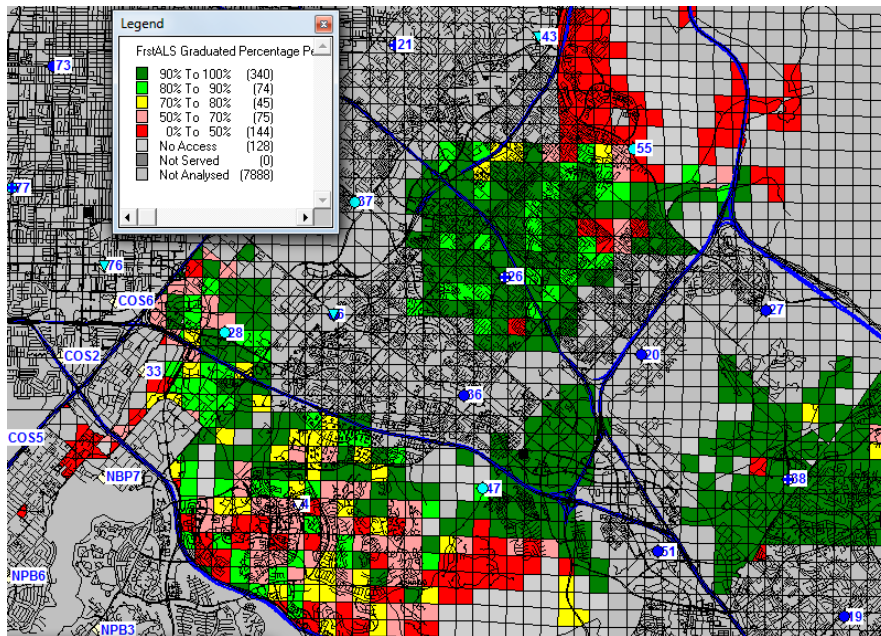 Legend
FrstALS Graduated Percentage Pe
90% To 100% (340)
80% To 90% (74)
70% To 80% (45)
50% To 70% (75)
0% To 50% (144)
No Access (128)
Not Served (0)
Not Analysed (7888)
43
21
73
55
77
37
76
26
COS6
27
28
20
COS2
33
36
COS5
NBP7
38
47
4
51
NPB6
19
NPB3